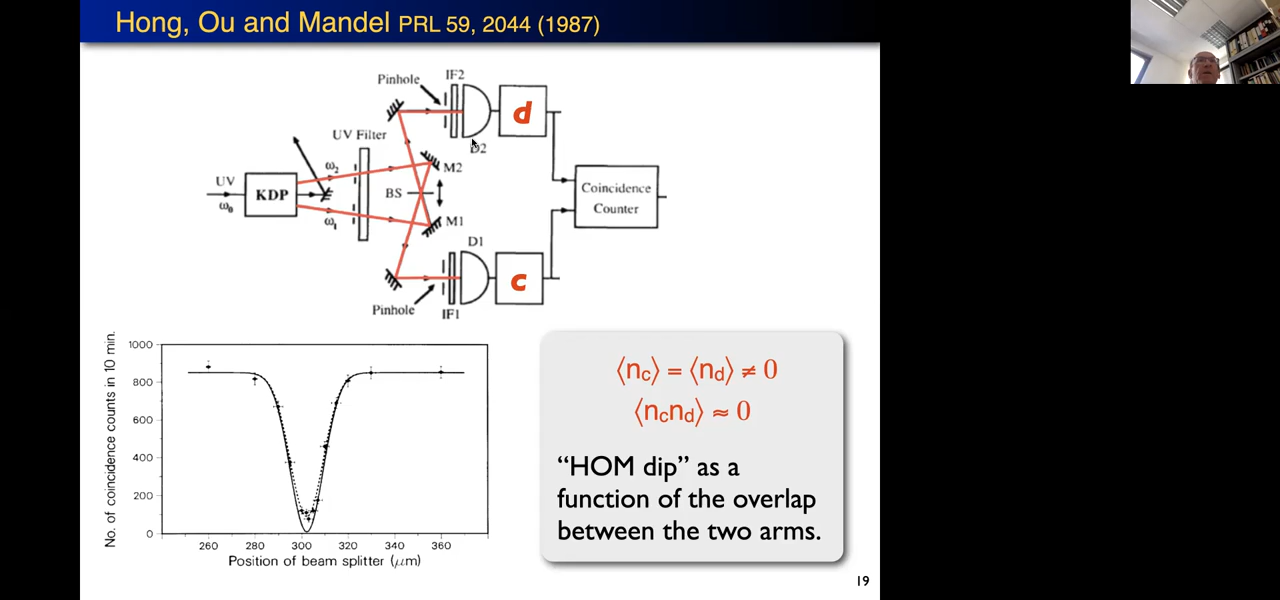 Hong, Ou and Mandel PRL 59, 2044 (1987)
Pinhole
IF2
d
D2
UV Filter
ω₂
M2
UV
ω₀
KDP
BS
Coincidence
Counter
ω₁
M1
D1
c
Pinhole
IF1
No. of coincidence counts in 10 min.
1000
800
600
400
200
0
260 280 300 320 340 360
Position of beam splitter (μm)
⟨nc⟩ = ⟨nd⟩ ≠ 0
⟨ncnd⟩ ≈ 0
“HOM dip” as a
function of the overlap
between the two arms.
19